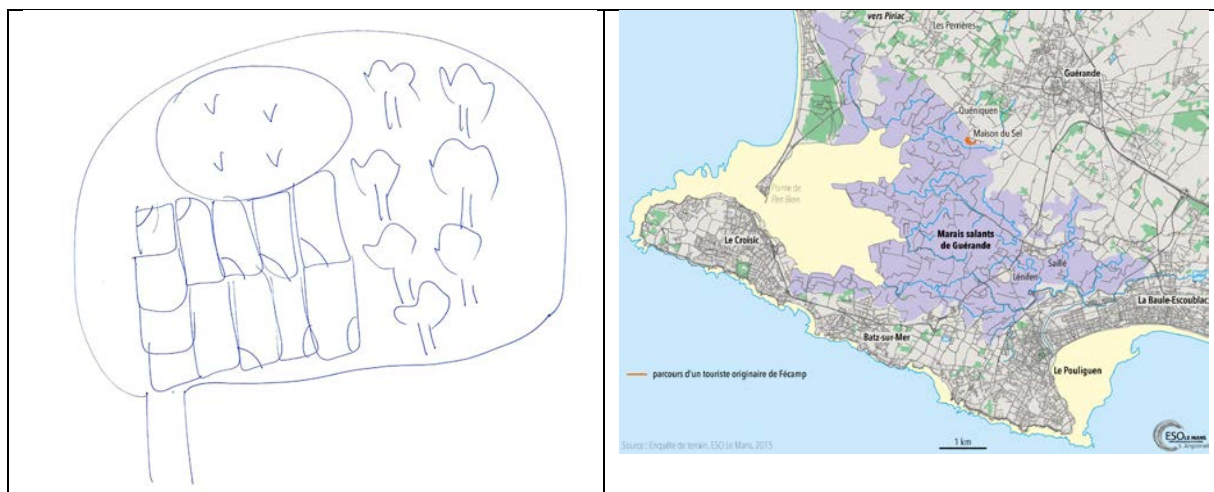 vers Piriac
Les Perrières
Guérande
Quéniquen
Maison du Sel
Pointe de
Pen Bron
Le Croisic
Marais salants
de Guérande
Saillé
Lénifen
La Baule-Escoublac
Batz-sur-Mer
Le Pouliguen
parcours d'un touriste originaire de Fécamp
Source : Enquête de terrain, ESO Le Mans, 2015
1 km
ESO LE MANS